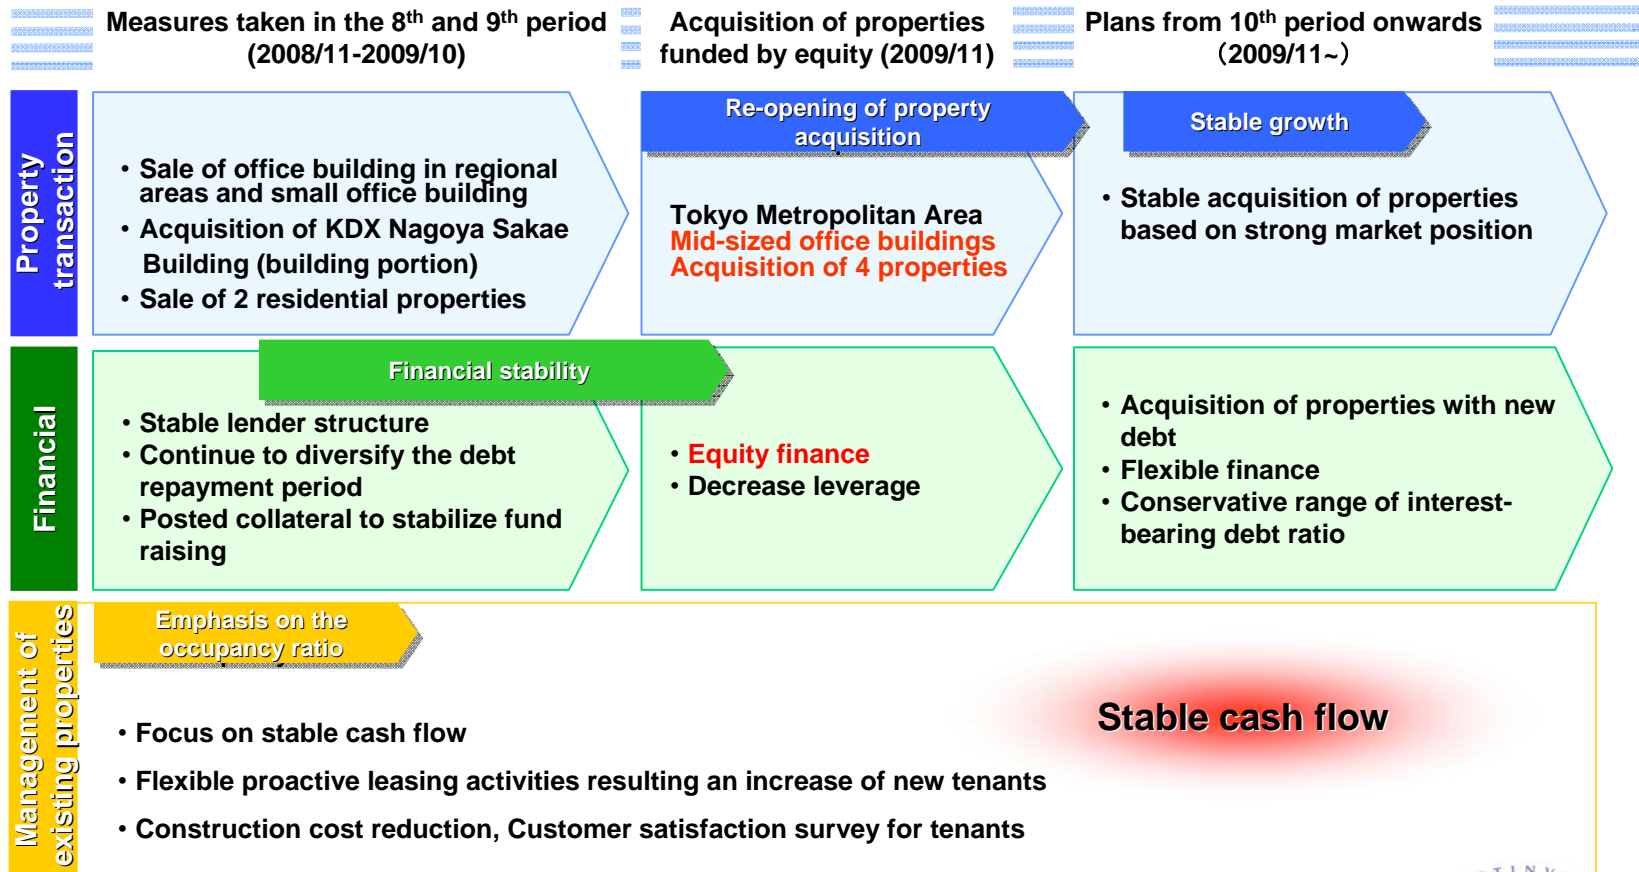 Measures taken in the 8th and 9th period
(2008/11-2009/10)
Acquisition of properties
funded by equity (2009/11)
Plans from 10th period onwards
(2009/11~)
Property
transaction
• Sale of office building in regional
areas and small office building
• Acquisition of KDX Nagoya Sakae
Building (building portion)
• Sale of 2 residential properties
Re-opening of property
acquisition
Tokyo Metropolitan Area
Mid-sized office buildings
Acquisition of 4 properties
Stable growth
• Stable acquisition of properties
based on strong market position
Financial
Financial stability
• Stable lender structure
• Continue to diversify the debt
repayment period
• Posted collateral to stabilize fund
raising
• Equity finance
• Decrease leverage
• Acquisition of properties with new
debt
• Flexible finance
• Conservative range of interest-
bearing debt ratio
Management of
existing properties
Emphasis on the
occupancy ratio
• Focus on stable cash flow
• Flexible proactive leasing activities resulting an increase of new tenants
• Construction cost reduction, Customer satisfaction survey for tenants
Stable cash flow